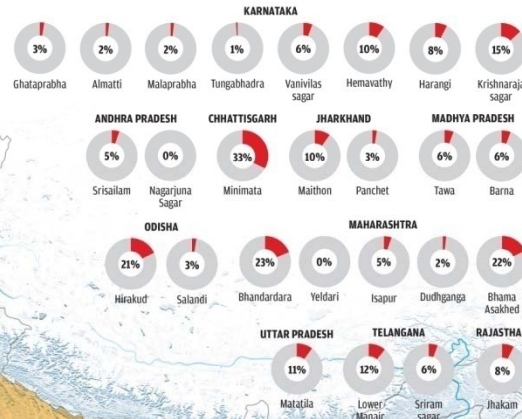 KARNATAKA
3% 2% 2% 1% 6% 10% 8% 15%
Ghataprabha Almatti Malaprabha Tungabhadra Vanivilas Hemavathy Harangi Krishnaraja
sagar sagar
ANDHRA PRADESH CHHATTISGARH JHARKHAND MADHYA PRADESH
5% 0% 33% 10% 3% 6% 6%
Srisailam Nagarjuna Minimata Maithon Panchet Tawa Barna
Sagar
ODISHA MAHARASHTRA
21% 3% 23% 0% 5% 2% 22%
Hirakud Salandi Bhandardara Yeldari Isapur Dudhganga Bhama
Asakhed
UTTAR PRADESH TELANGANA RAJASTHA
11% 12% 6% 8%
Matatila Lower Sriram Jhakam
Manair sagar